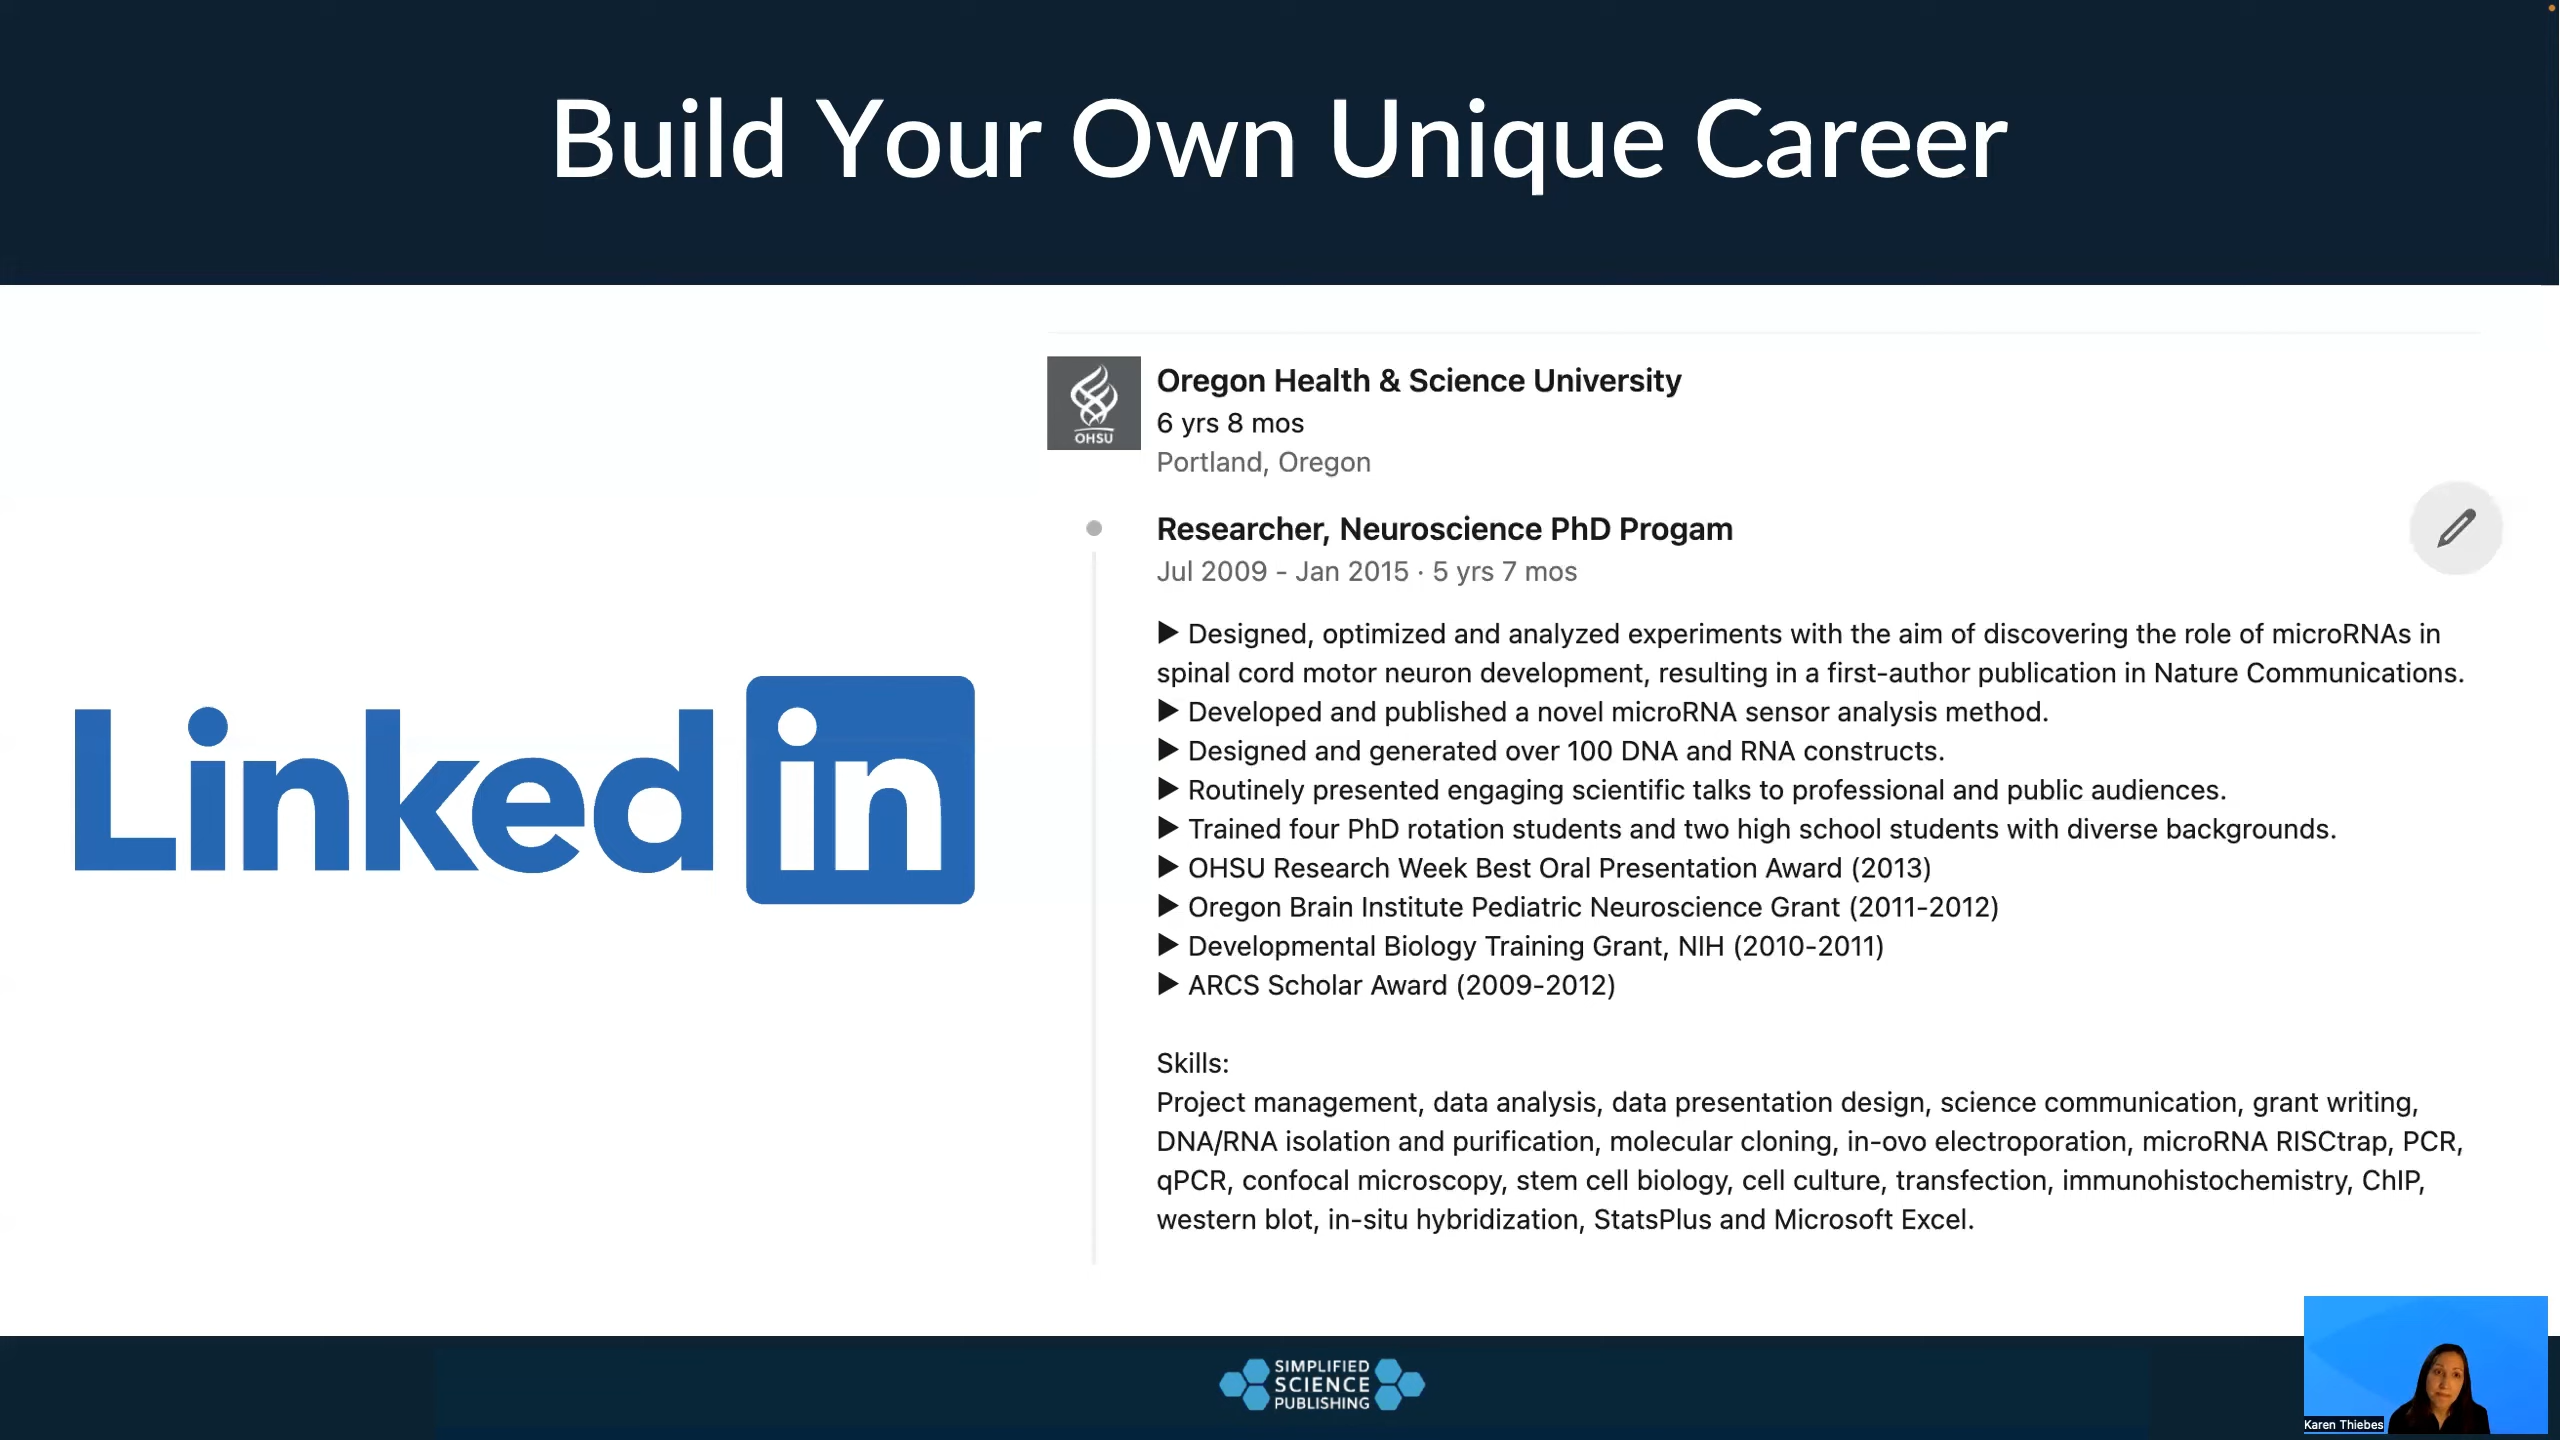 Build Your Own Unique Career
Linkedin
OHSU
Oregon Health & Science University
6 yrs 8 mos
Portland, Oregon
Researcher, Neuroscience PhD Progam
Jul 2009 - Jan 2015 · 5 yrs 7 mos
▶ Designed, optimized and analyzed experiments with the aim of discovering the role of microRNAs in
spinal cord motor neuron development, resulting in a first-author publication in Nature Communications.
▶ Developed and published a novel microRNA sensor analysis method.
▶ Designed and generated over 100 DNA and RNA constructs.
▶ Routinely presented engaging scientific talks to professional and public audiences.
▶ Trained four PhD rotation students and two high school students with diverse backgrounds.
▶ OHSU Research Week Best Oral Presentation Award (2013)
▶ Oregon Brain Institute Pediatric Neuroscience Grant (2011-2012)
▶ Developmental Biology Training Grant, NIH (2010-2011)
▶ ARCS Scholar Award (2009-2012)
Skills:
Project management, data analysis, data presentation design, science communication, grant writing,
DNA/RNA isolation and purification, molecular cloning, in-ovo electroporation, microRNA RISCtrap, PCR,
qPCR, confocal microscopy, stem cell biology, cell culture, transfection, immunohistochemistry, ChIP,
western blot, in-situ hybridization, StatsPlus and Microsoft Excel.
SIMPLIFIED
SCIENCE
PUBLISHING
Karen Thiebes